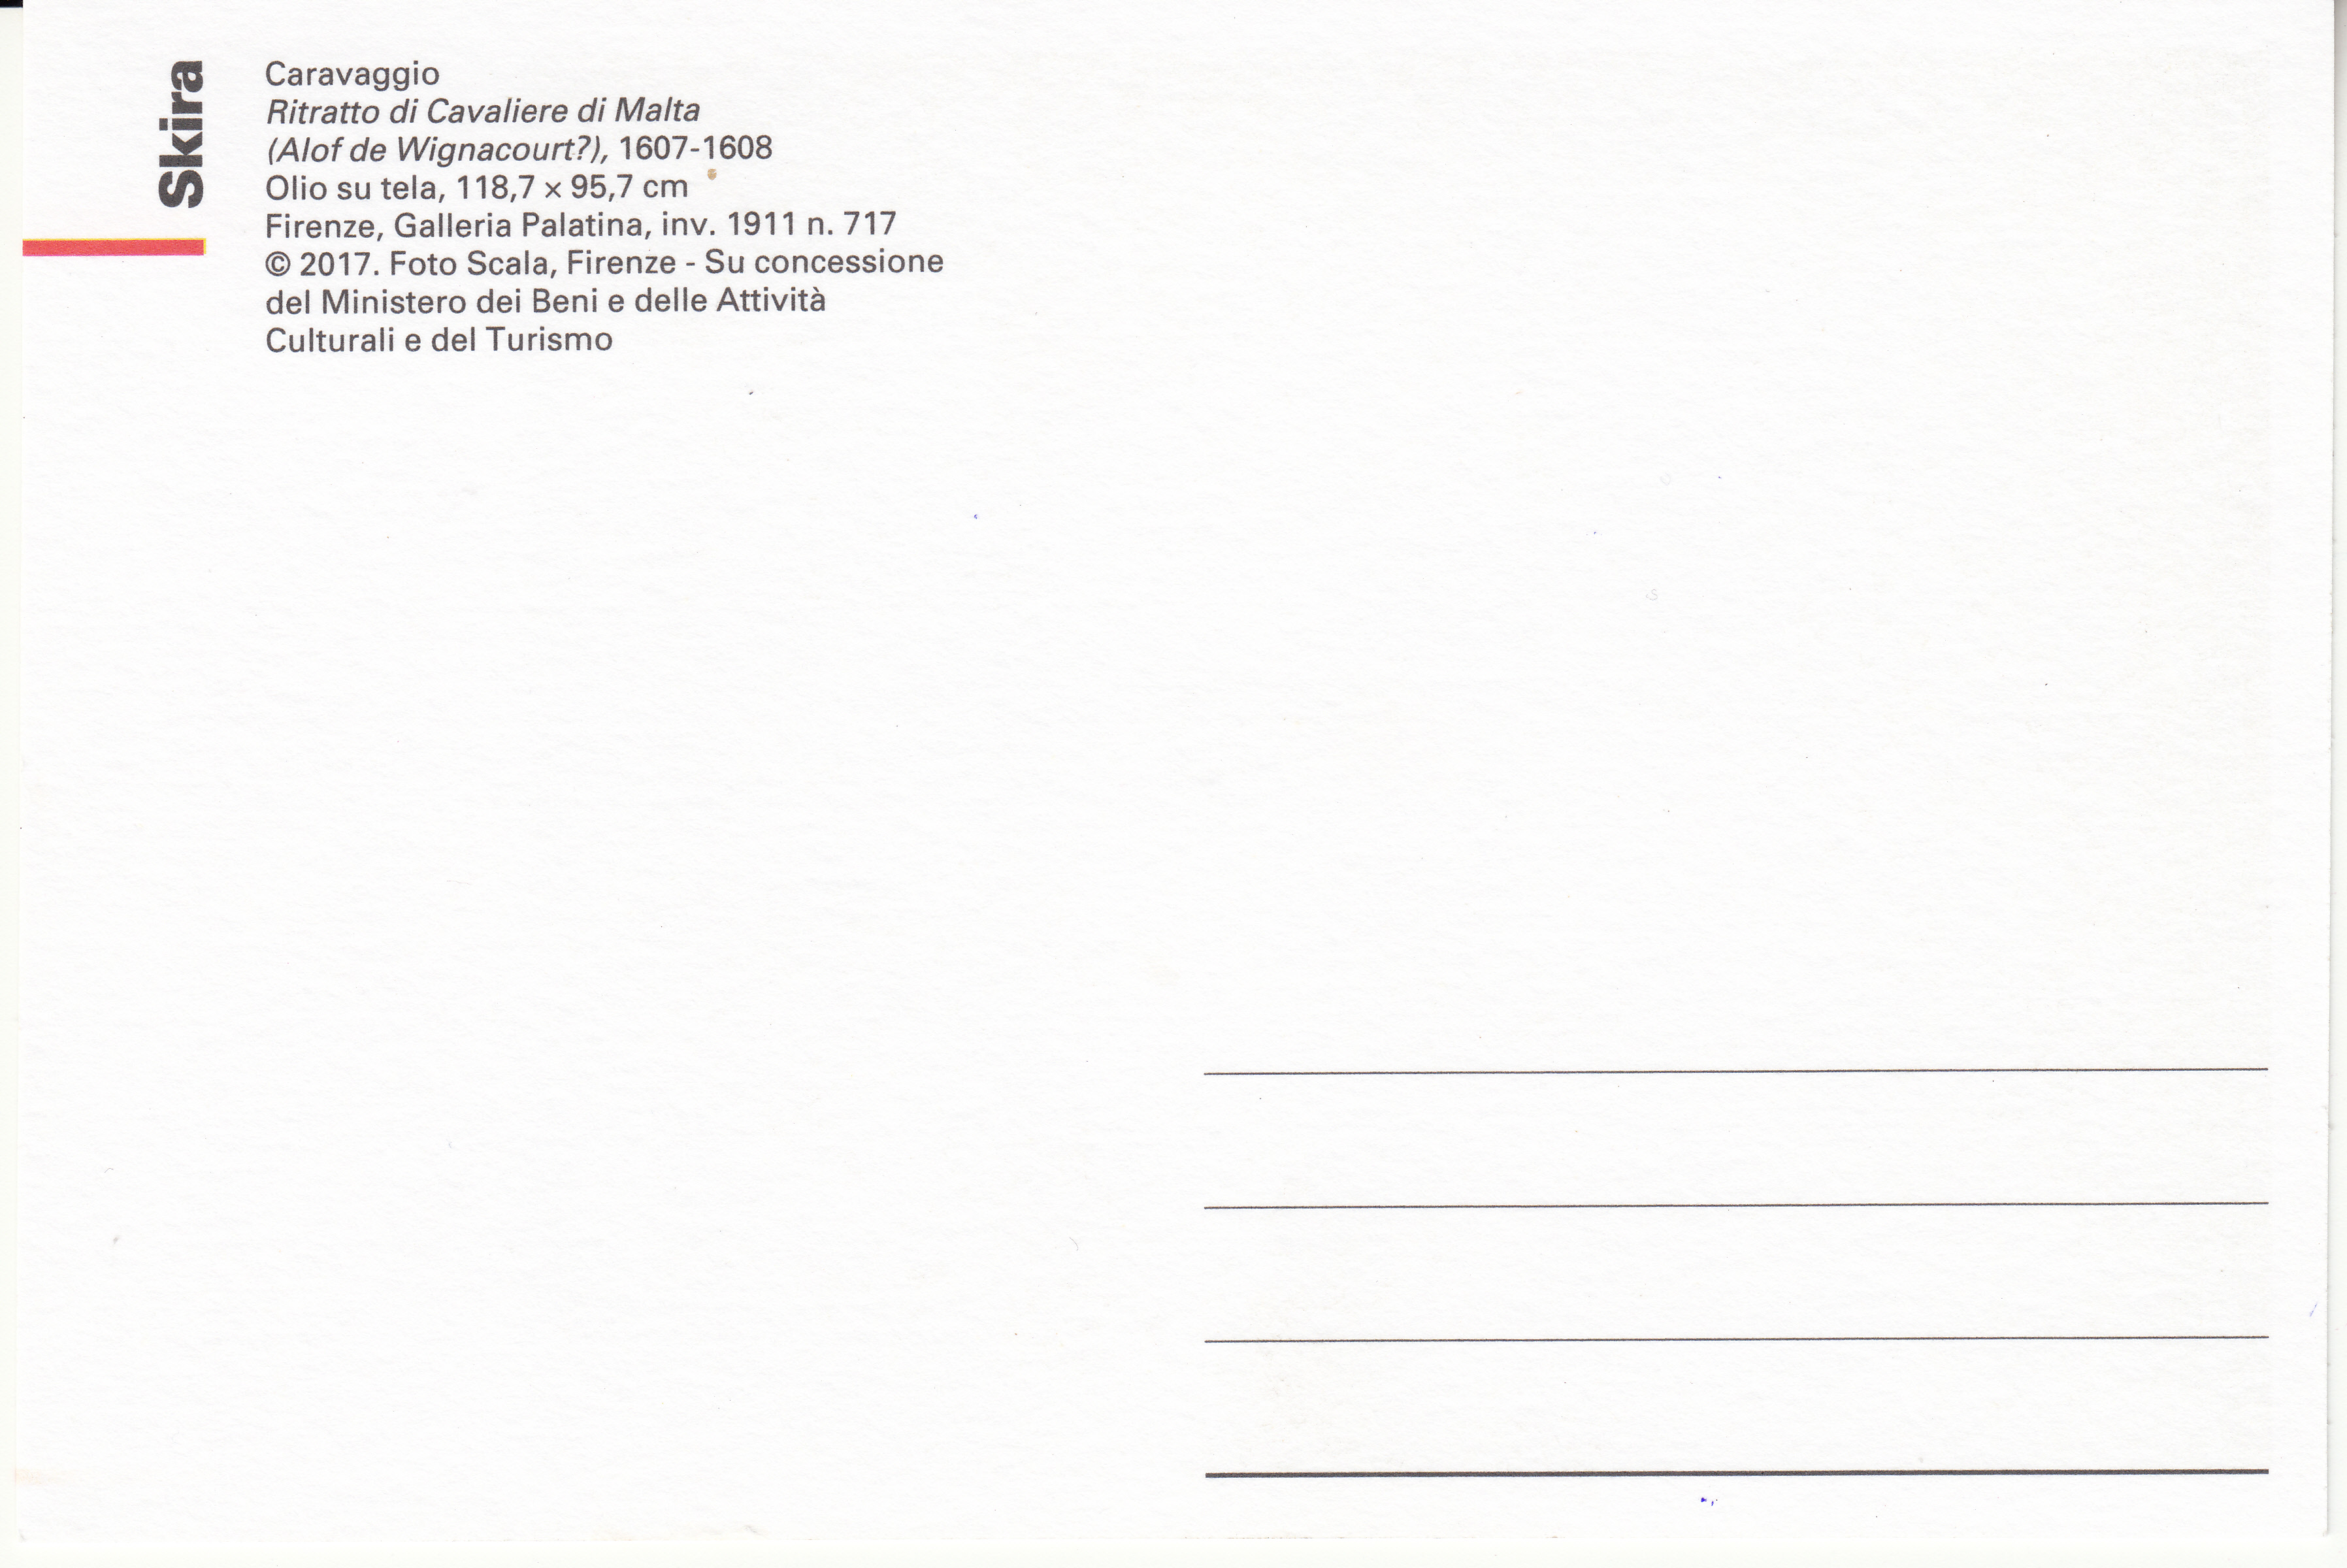 Skira
Caravaggio
Ritratto di Cavaliere di Malta
(Alof de Wignacourt?), 1607-1608
Olio su tela, 118,7 × 95,7 cm
Firenze, Galleria Palatina, inv. 1911 n. 717
© 2017. Foto Scala, Firenze - Su concessione
del Ministero dei Beni e delle Attività
Culturali e del Turismo